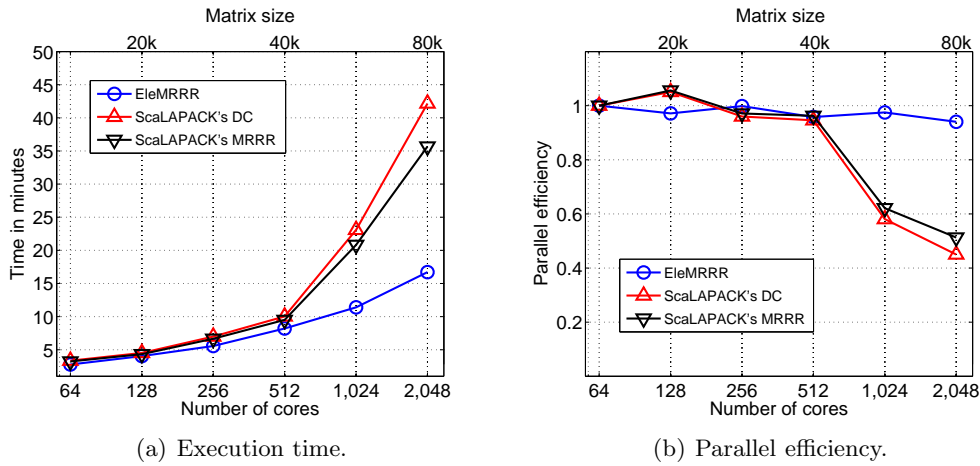 Matrix size
20k 40k 80k
50
45
40
35
30
25
20
15
10
5
Time in minutes
EleMRRR
ScaLAPACK's DC
ScaLAPACK's MRRR
64 128 256 512 1,024 2,048
Number of cores
(a) Execution time.
Matrix size
20k 40k 80k
1
0.8
0.6
0.4
0.2
Parallel efficiency
EleMRRR
ScaLAPACK's DC
ScaLAPACK's MRRR
64 128 256 512 1,024 2,048
Number of cores
(b) Parallel efficiency.